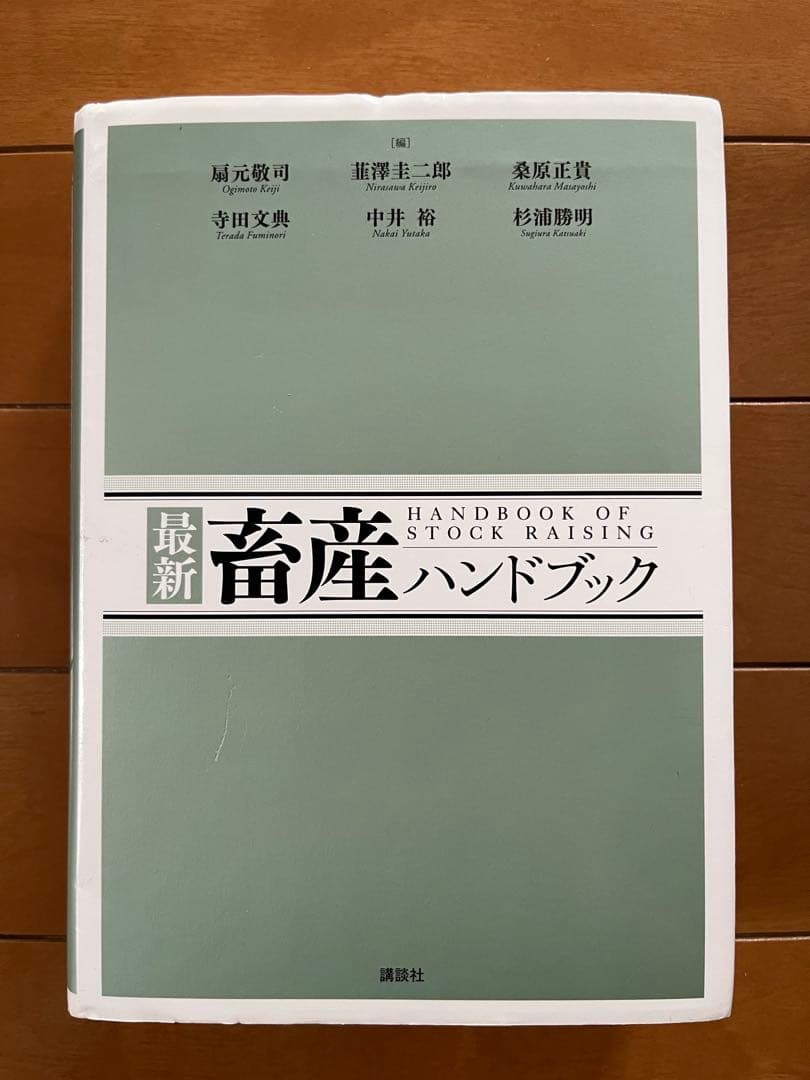 ［編］
扇元敬司 韮澤圭二郎 桑原正貴
Ogimoto Keiji Nirasawa Keijiro Kuwahara Masayoshi
寺田文典 中井 裕 杉浦勝明
Terada Fuminori Nakai Yutaka Sugiura Katsuaki
最新
畜産
HANDBOOK OF
STOCK RAISING
ハンドブック
講談社